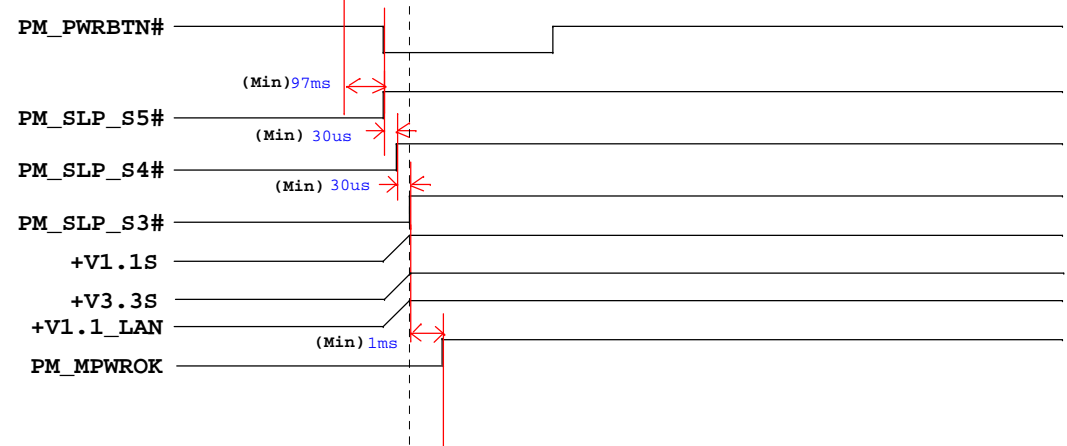 PM_PWRBTN#
(Min)97ms
PM_SLP_S5#
(Min) 30us
PM_SLP_S4#
(Min) 30us
PM_SLP_S3#
+V1.1S
+V3.3S
+V1.1_LAN
(Min)1ms
PM_MPWROK